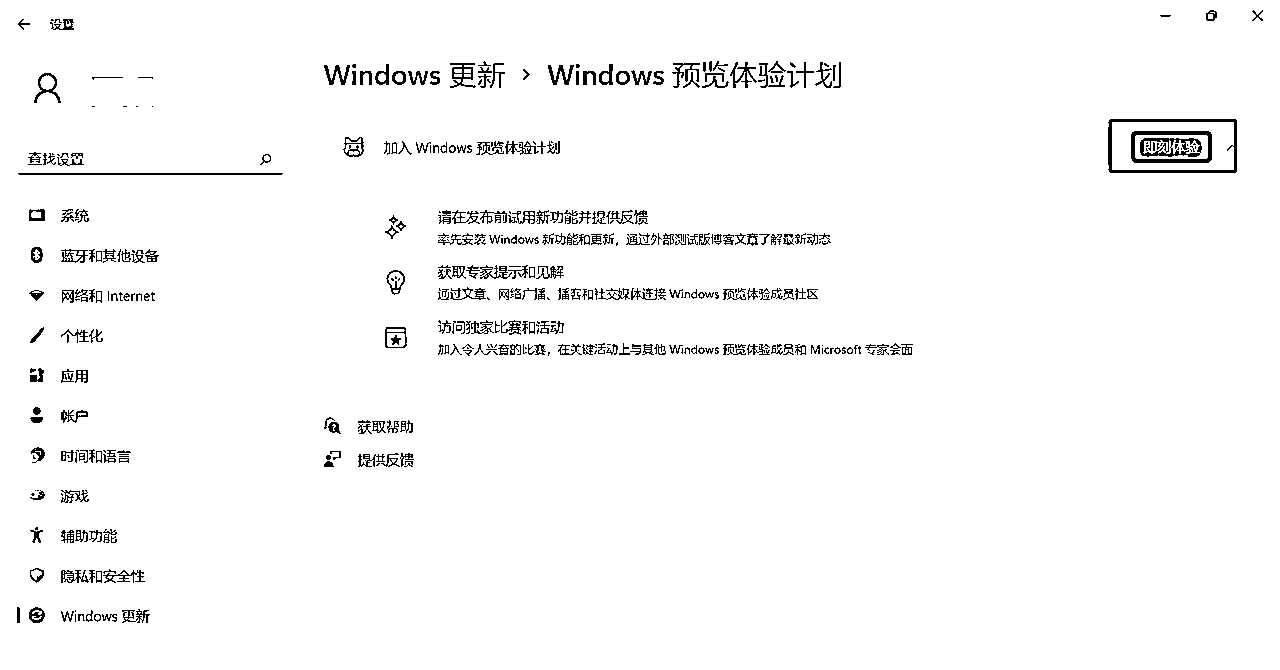 设置
Windows 更新 › Windows 预览体验计划
查找设置
系统
蓝牙和其他设备
网络和 Internet
个性化
应用
帐户
时间和语言
游戏
辅助功能
隐私和安全性
Windows 更新
加入 Windows 预览体验计划
即刻体验
请在发布前试用新功能并提供反馈
率先安装 Windows 新功能和更新，通过外部测试版博客文章了解最新动态
获取专家提示和见解
通过文章、网络广播、播客和社交媒体连接 Windows 预览体验成员社区
访问独家比赛和活动
加入令人兴奋的比赛，在关键活动上与其他 Windows 预览体验成员和 Microsoft 专家会面
获取帮助
提供反馈